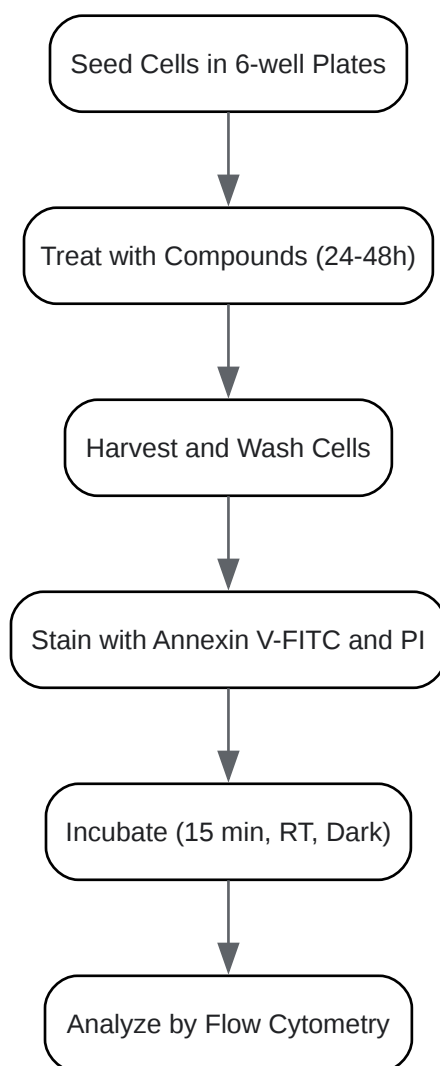 Seed Cells in 6-well Plates
Treat with Compounds (24-48h)
Harvest and Wash Cells
Stain with Annexin V-FITC and PI
Incubate (15 min, RT, Dark)
Analyze by Flow Cytometry